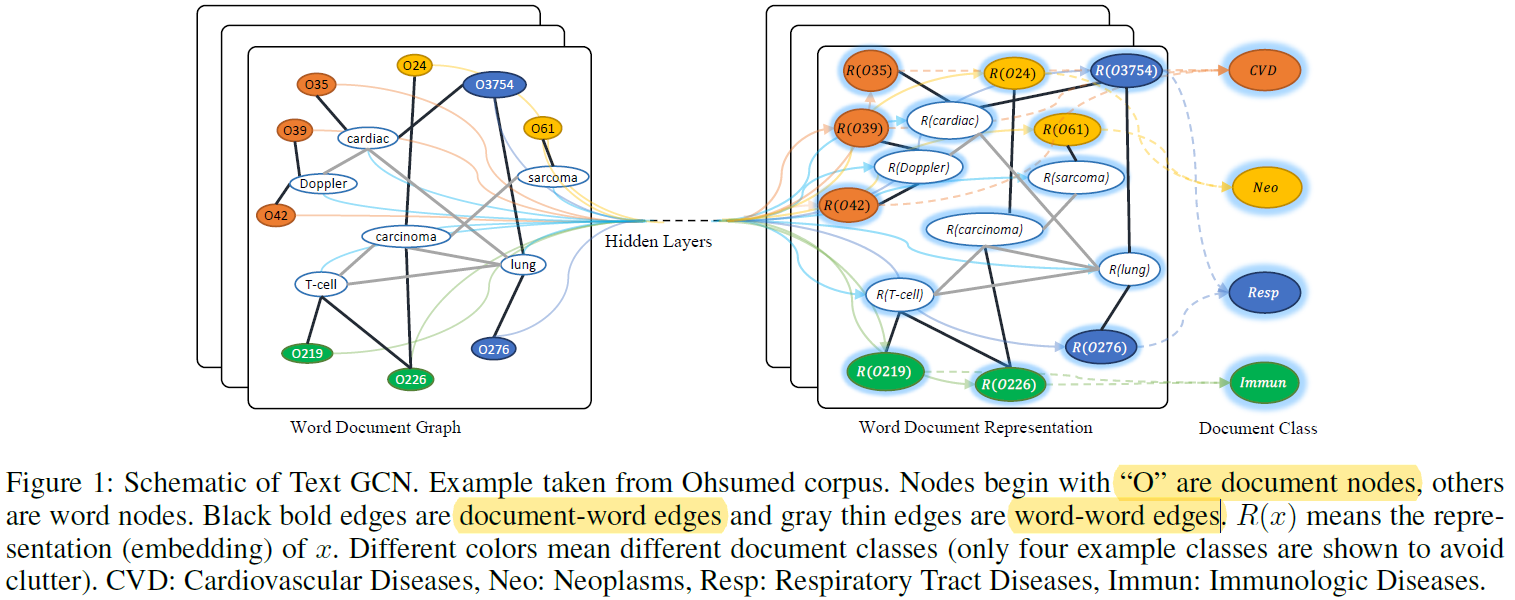 O24
O35
O3754
O39
O61
cardiac
Doppler
sarcoma
O42
carcinoma
lung
T-cell
O219
O276
O226
Word Document Graph
Hidden Layers
R(O35)
R(O24)
R(O3754)
R(cardiac)
R(O39)
R(O61)
R(Doppler)
R(sarcoma)
R(O42)
R(carcinoma)
R(lung)
R(T-cell)
R(O276)
R(O219)
R(O226)
Word Document Representation
CVD
Neo
Resp
Immun
Document Class
Figure 1: Schematic of Text GCN. Example taken from Ohsumed corpus. Nodes begin with “O” are document nodes, others
are word nodes. Black bold edges are document-word edges and gray thin edges are word-word edges. R(x) means the repre-
sentation (embedding) of x. Different colors mean different document classes (only four example classes are shown to avoid
clutter). CVD: Cardiovascular Diseases, Neo: Neoplasms, Resp: Respiratory Tract Diseases, Immun: Immunologic Diseases.